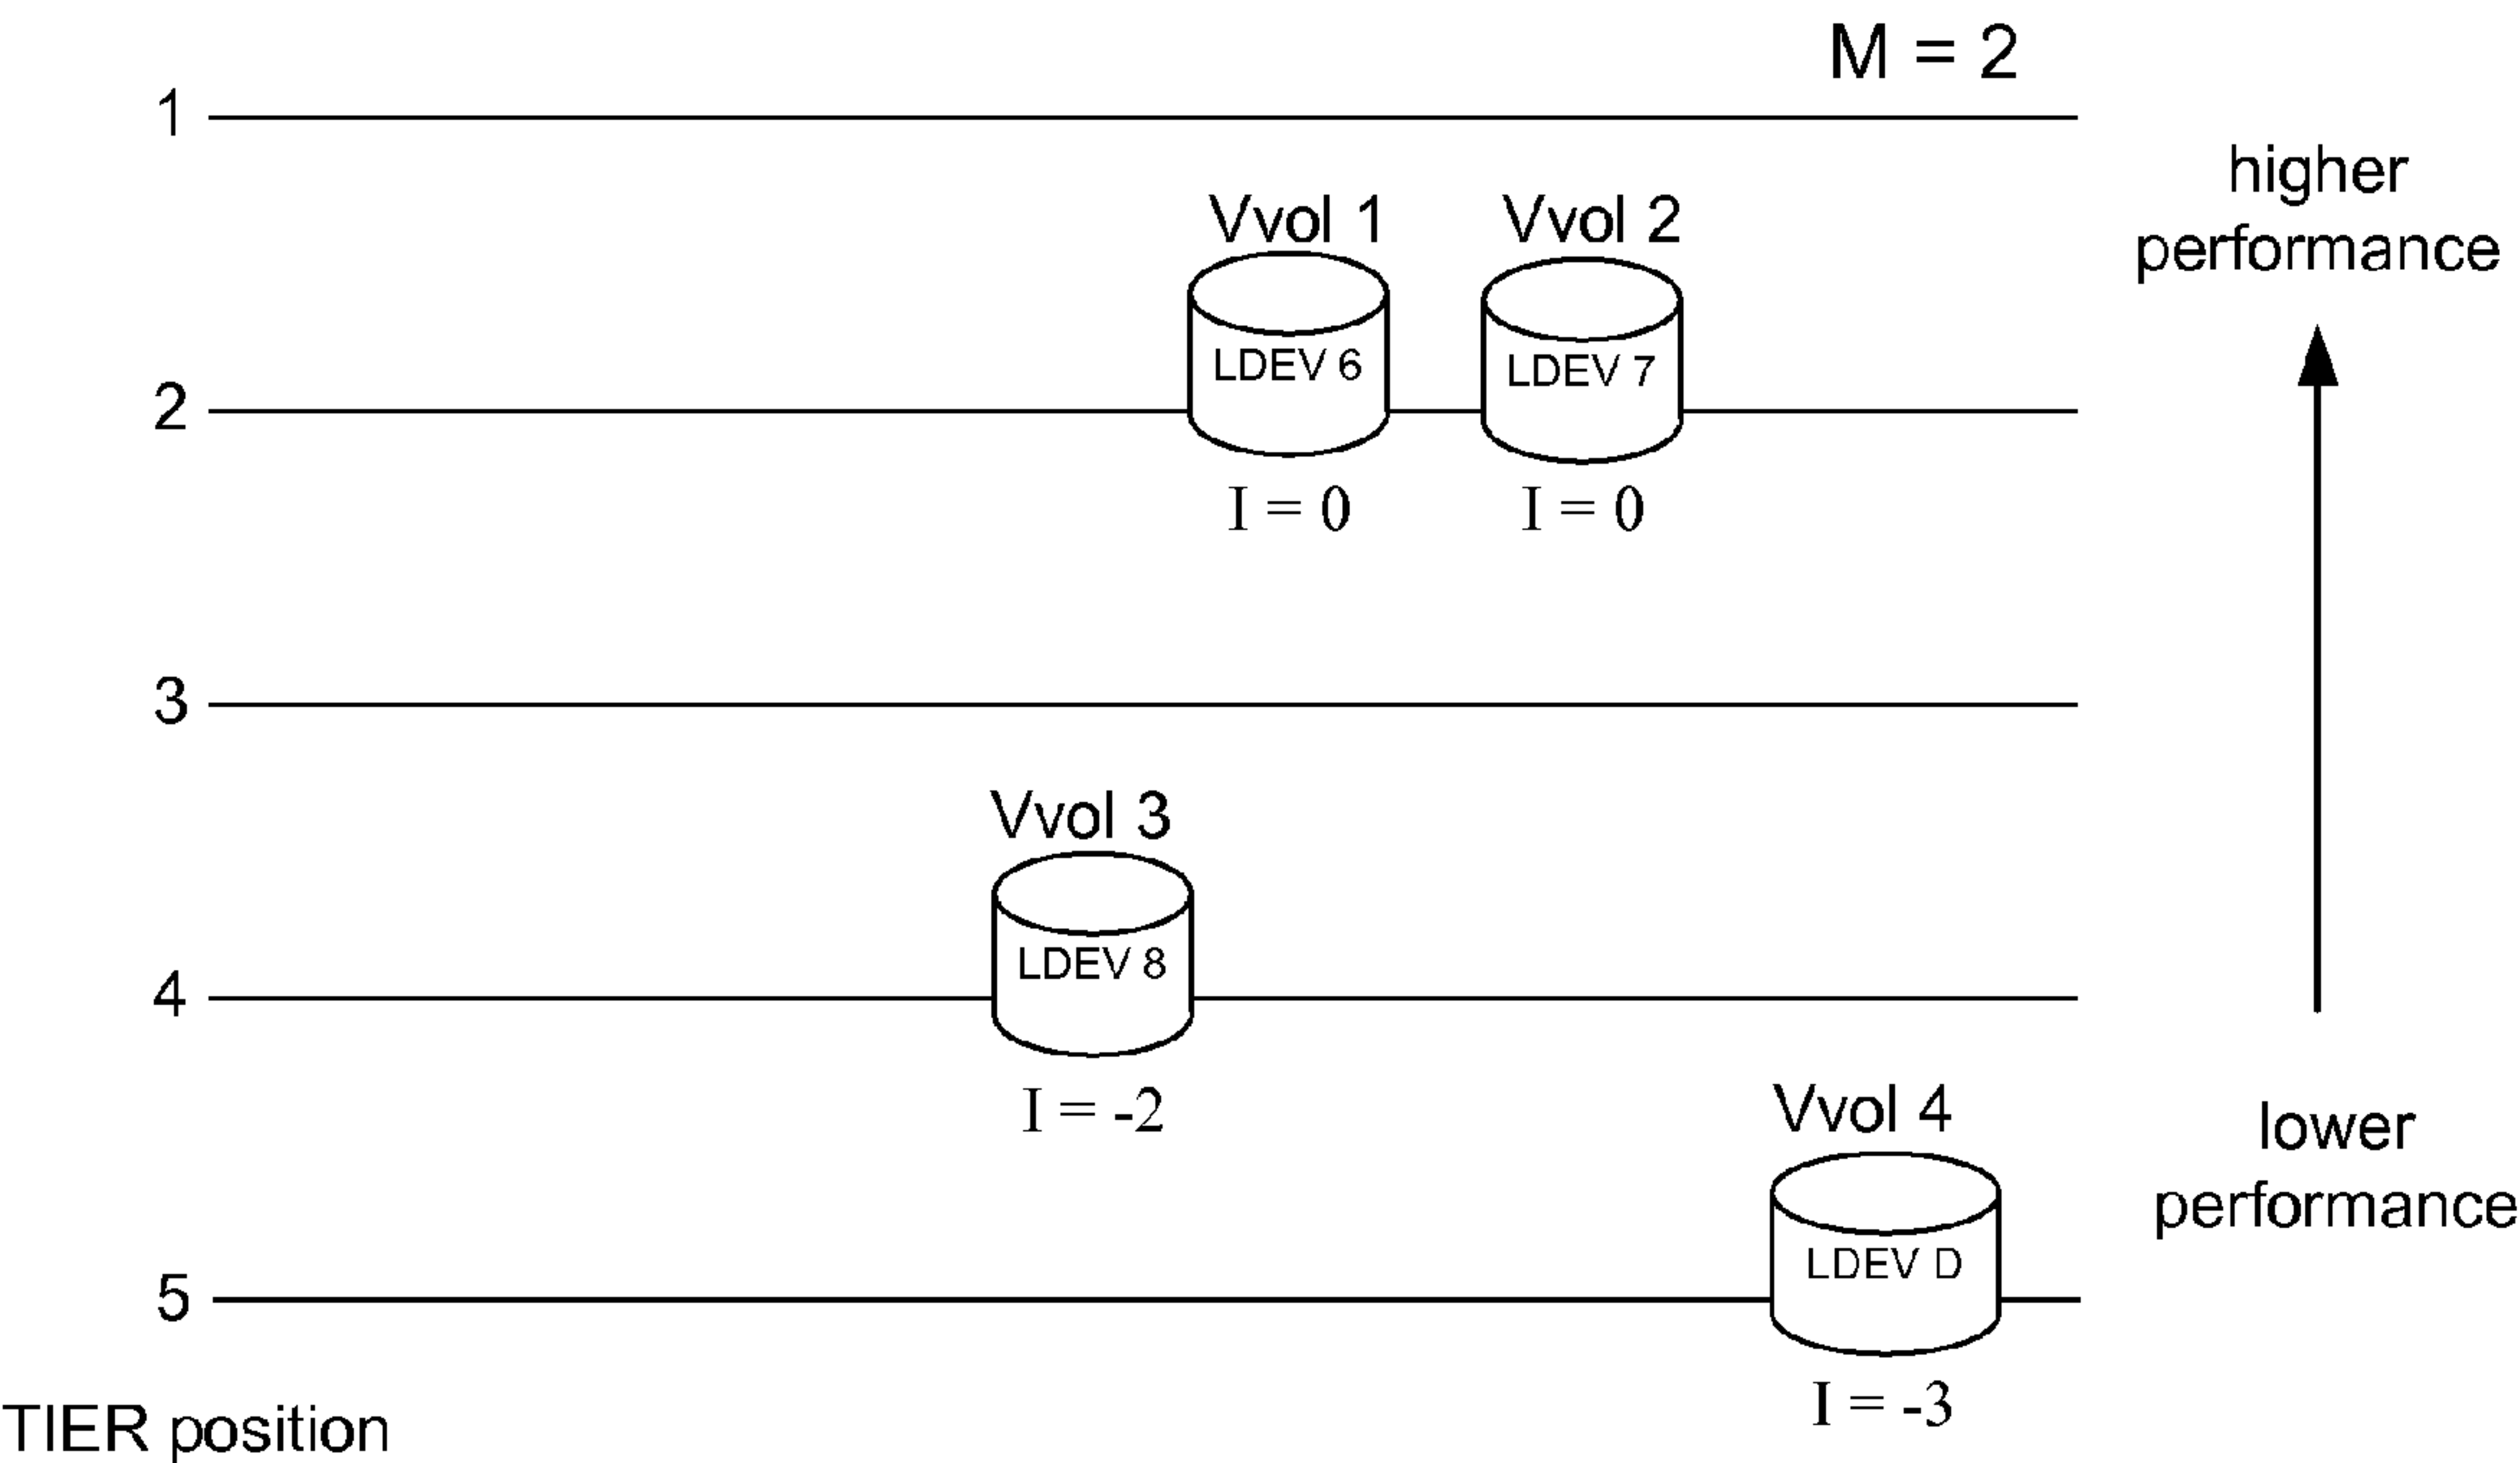 M = 2
1
higher
performance
Vvol 1
Vvol 2
LDEV 6
LDEV 7
2
I = 0
I = 0
3
Vvol 3
LDEV 8
4
I = -2
Vvol 4
lower
performance
LDEV D
5
I = -3
TIER position